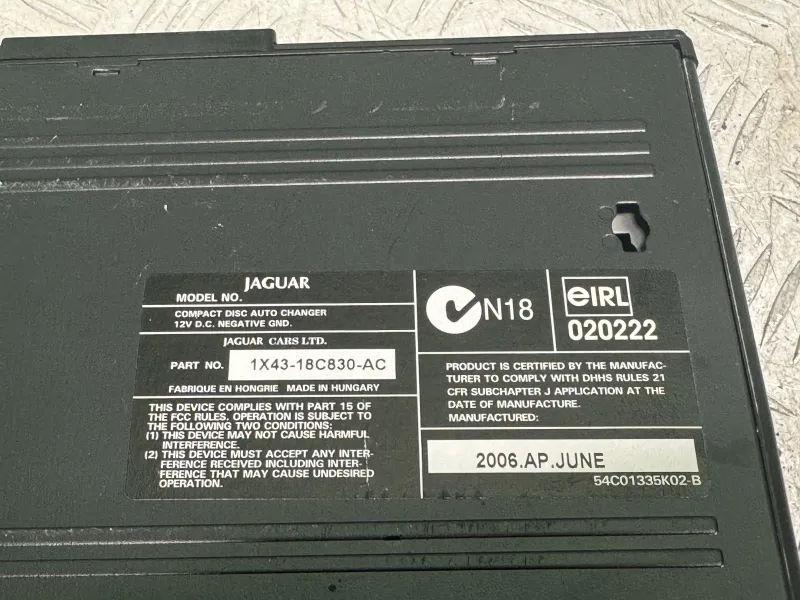 JAGUAR
MODEL NO.
COMPACT DISC AUTO CHANGER
12V D.C. NEGATIVE GND.
JAGUAR CARS LTD.
PART NO. 1X43-18C830-AC
FABRIQUE EN HONGRIE MADE IN HUNGARY
THIS DEVICE COMPLIES WITH PART 15 OF
THE FCC RULES. OPERATION IS SUBJECT TO
THE FOLLOWING TWO CONDITIONS:
(1) THIS DEVICE MAY NOT CAUSE HARMFUL
INTERFERENCE.
(2) THIS DEVICE MUST ACCEPT ANY INTER-
FERENCE RECEIVED INCLUDING INTER-
FERENCE THAT MAY CAUSE UNDESIRED
OPERATION.
N18
eIRL
020222
PRODUCT IS CERTIFIED BY THE MANUFAC-
TURER TO COMPLY WITH DHHS RULES 21
CFR SUBCHAPTER J APPLICATION AT THE
DATE OF MANUFACTURE.
MANUFACTURED:
2006.AP.JUNE
54C01335K02-B